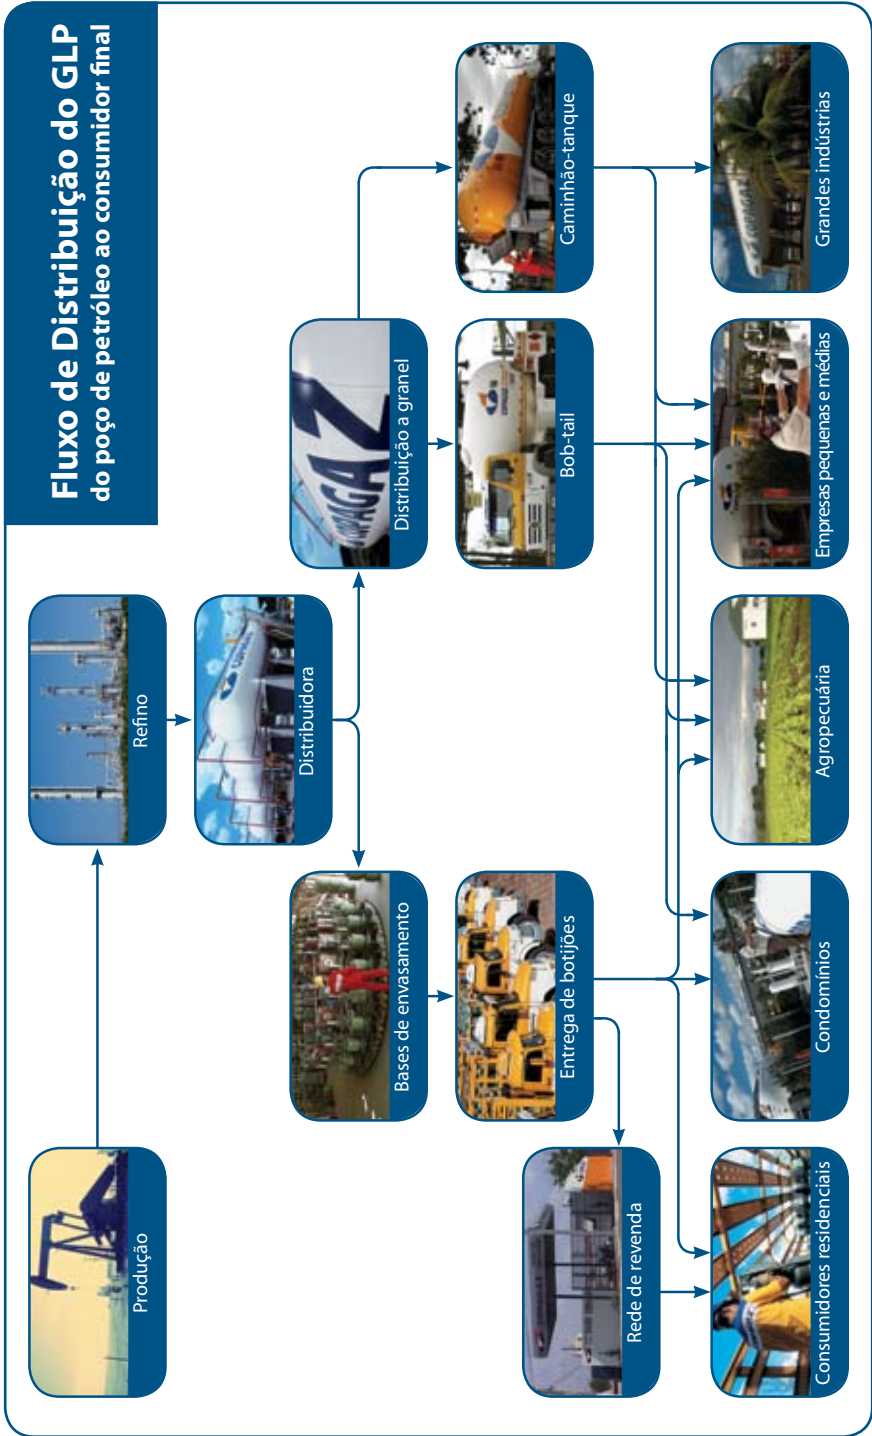 Fluxo de Distribuição do GLP
do poço de petróleo ao consumidor final
Produção
Refino
Distribuidora
Bases de envasamento
Distribuição a granel
Entrega de botijões
Bob-tail
Caminhão-tanque
Rede de revenda
Consumidores residenciais
Condomínios
Agropecuária
Empresas pequenas e médias
Grandes indústrias
COPAGAZ